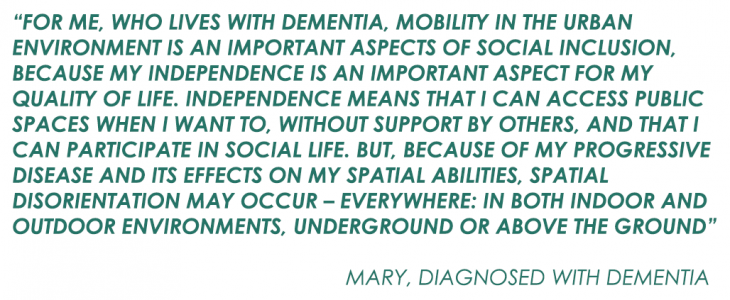 “FOR ME, WHO LIVES WITH DEMENTIA, MOBILITY IN THE URBAN
ENVIRONMENT IS AN IMPORTANT ASPECTS OF SOCIAL INCLUSION,
BECAUSE MY INDEPENDENCE IS AN IMPORTANT ASPECT FOR MY
QUALITY OF LIFE. INDEPENDENCE MEANS THAT I CAN ACCESS PUBLIC
SPACES WHEN I WANT TO, WITHOUT SUPPORT BY OTHERS, AND THAT I
CAN PARTICIPATE IN SOCIAL LIFE. BUT, BECAUSE OF MY PROGRESSIVE
DISEASE AND ITS EFFECTS ON MY SPATIAL ABILITIES, SPATIAL
DISORIENTATION MAY OCCUR – EVERYWHERE: IN BOTH INDOOR AND
OUTDOOR ENVIRONMENTS, UNDERGROUND OR ABOVE THE GROUND”
MARY, DIAGNOSED WITH DEMENTIA